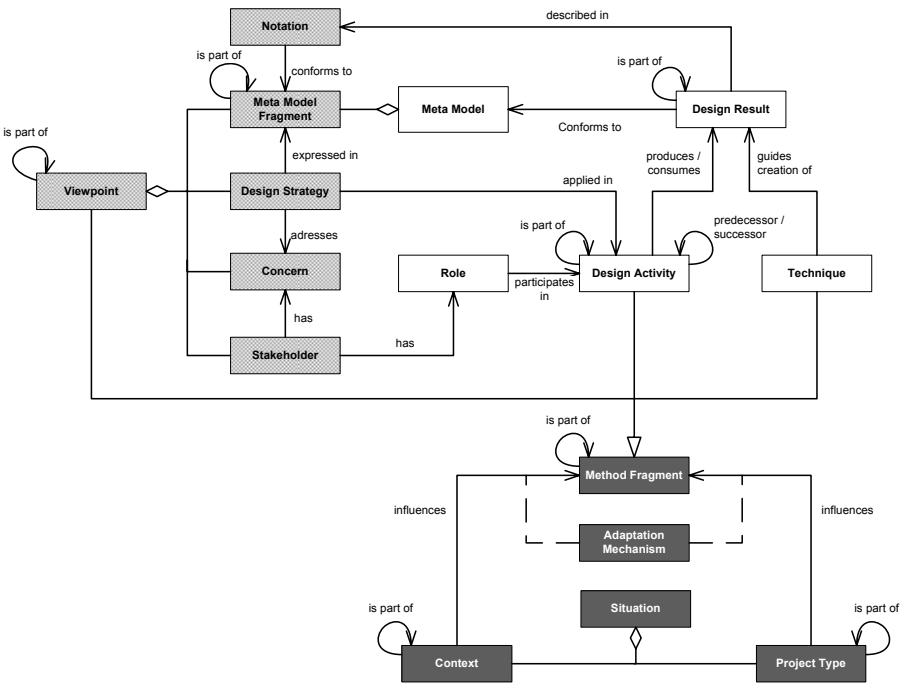 described in
Notation
is part of
conforms to
is part of
Meta Model
Fragment
Meta Model
Design Result
Conforms to
is part of
expressed in
produces /
consumes
guides
creation of
Viewpoint
Design Strategy
applied in
adresses
is part of
predecessor /
successor
Concern
Role
participates
in
Design Activity
Technique
has
has
Stakeholder
is part of
Method Fragment
influences
influences
Adaptation
Mechanism
Situation
is part of
is part of
Context
Project Type